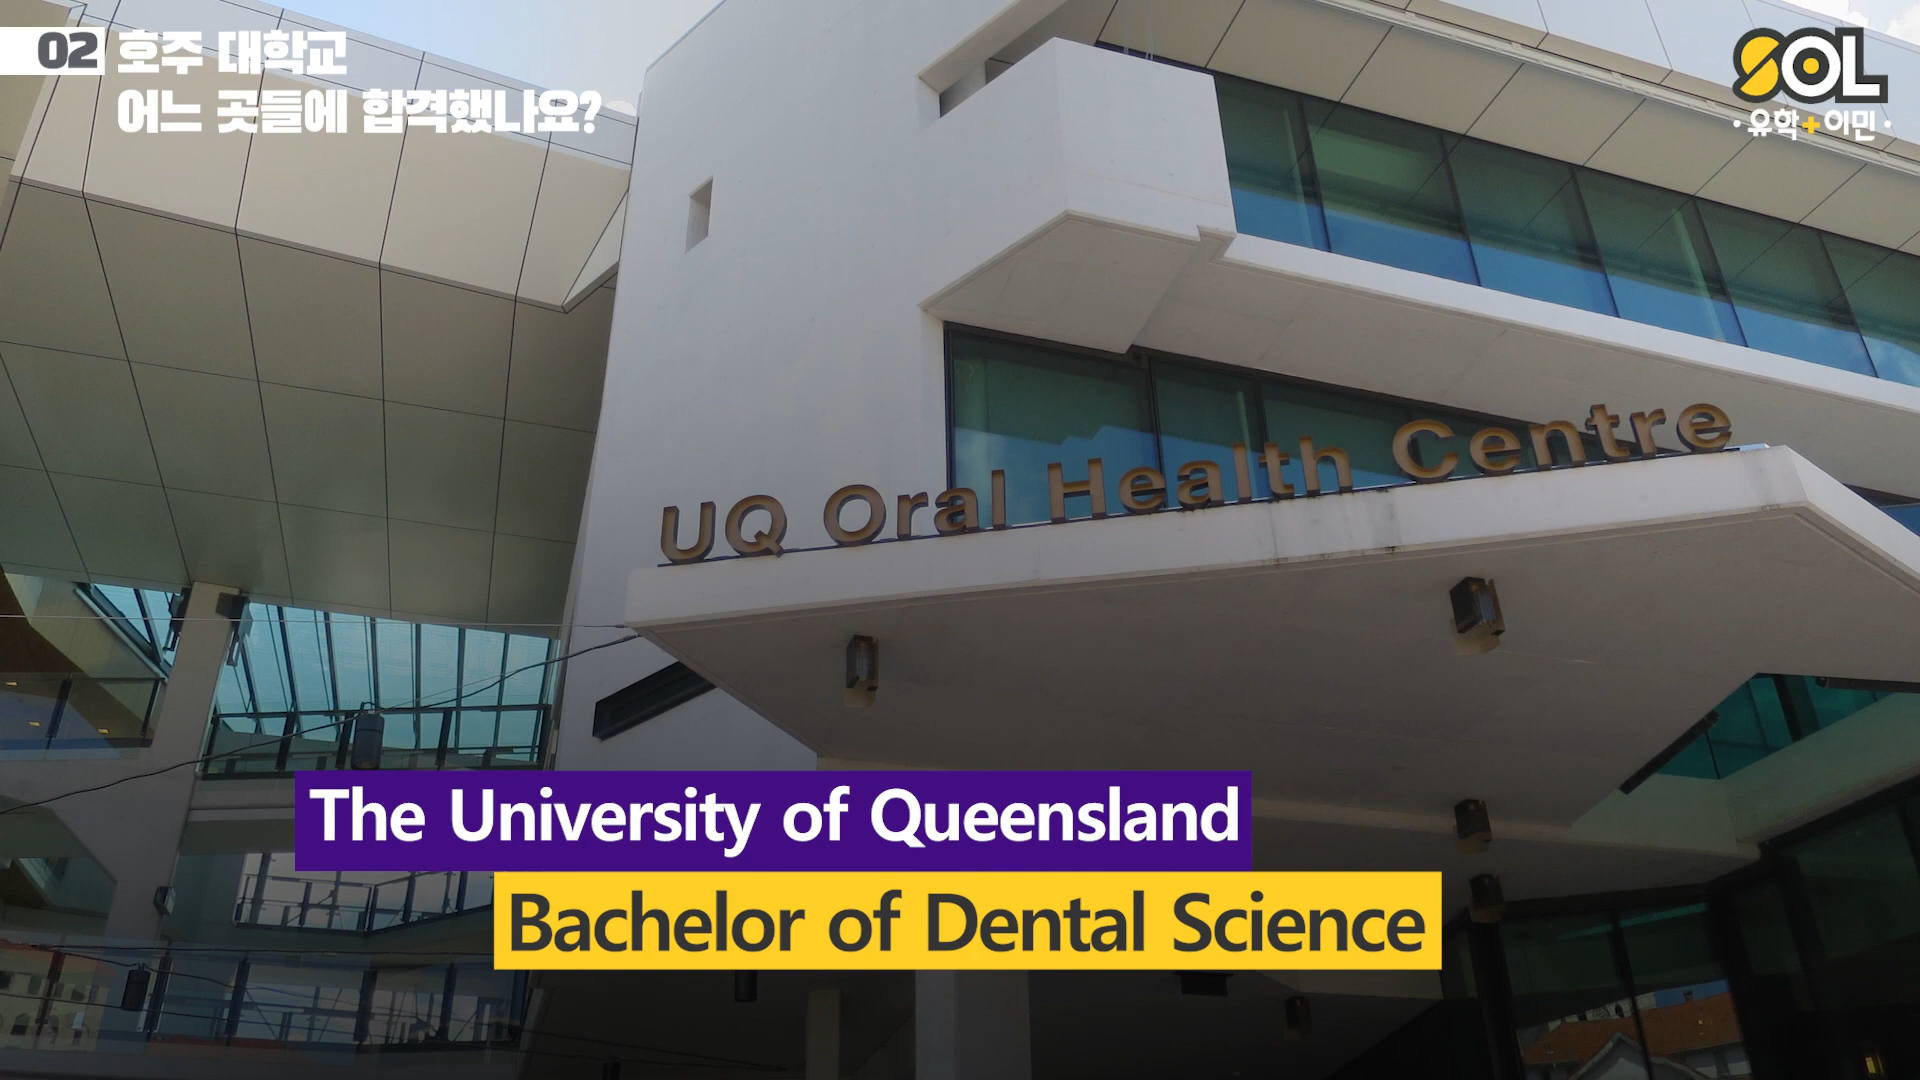 02 호주 대학교
어느 곳들에 합격했나요?
SOL
유학+이민
UQ Oral Health Centre
The University of Queensland
Bachelor of Dental Science